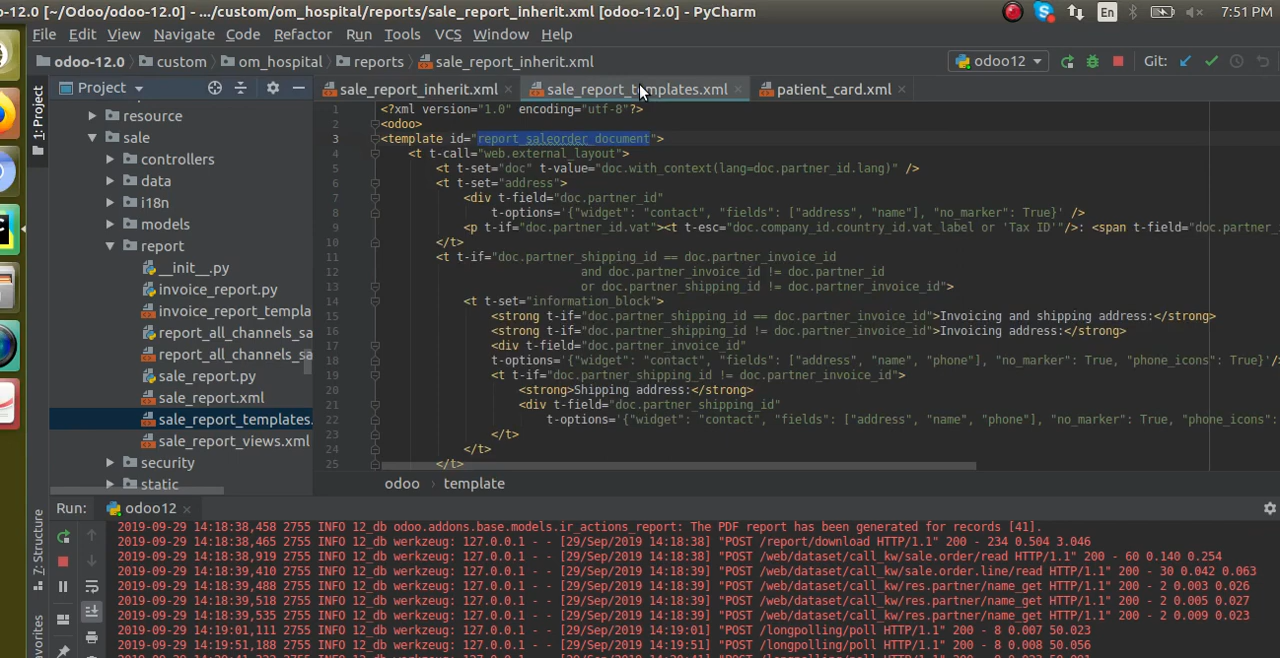 -12.0 [~/Odoo/odoo-12.0] - .../custom/om_hospital/reports/sale_report_inherit.xml [odoo-12.0] - PyCharm
En
7:51 PM
File Edit View Navigate Code Refactor Run Tools VCS Window Help
odoo-12.0 custom om_hospital reports sale_report_inherit.xml
odoo12
Git:
Project
sale_report_inherit.xml
sale_report_templates.xml
patient_card.xml
1: Project
resource
sale
controllers
data
i18n
models
report
__init__.py
invoice_report.py
invoice_report_templa
report_all_channels_sa
report_all_channels_sa
sale_report.py
sale_report.xml
sale_report_templates.
sale_report_views.xml
security
static
1 <?xml version="1.0" encoding="utf-8"?>
2 <odoo>
3 <template id="report_saleorder_document">
4 <t t-call="web.external_layout">
5 <t t-set="doc" t-value="doc.with_context(lang=doc.partner_id.lang)" />
6 <t t-set="address">
7 <div t-field="doc.partner_id"
8 t-options='{"widget": "contact", "fields": ["address", "name"], "no_marker": True}' />
9 <p t-if="doc.partner_id.vat"><t t-esc="doc.company_id.country_id.vat_label or 'Tax ID'"/>: <span t-field="doc.partner_
10 </t>
11 <t t-if="doc.partner_shipping_id == doc.partner_invoice_id
12 and doc.partner_invoice_id != doc.partner_id
13 or doc.partner_shipping_id != doc.partner_invoice_id">
14 <t t-set="information_block">
15 <strong t-if="doc.partner_shipping_id == doc.partner_invoice_id">Invoicing and shipping address:</strong>
16 <strong t-if="doc.partner_shipping_id != doc.partner_invoice_id">Invoicing address:</strong>
17 <div t-field="doc.partner_invoice_id"
18 t-options='{"widget": "contact", "fields": ["address", "name", "phone"], "no_marker": True, "phone_icons": True}'/
19 <t t-if="doc.partner_shipping_id != doc.partner_invoice_id">
20 <strong>Shipping address:</strong>
21 <div t-field="doc.partner_shipping_id"
22 t-options='{"widget": "contact", "fields": ["address", "name", "phone"], "no_marker": True, "phone_icons":
23 </t>
24 </t>
25 </t>
odoo template
Run: odoo12
7: Structure
avorites
2019-09-29 14:18:38,458 2755 INFO 12_db odoo.addons.base.models.ir_actions_report: The PDF report has been generated for records [41].
2019-09-29 14:18:38,465 2755 INFO 12_db werkzeug: 127.0.0.1 - - [29/Sep/2019 14:18:38] "POST /report/download HTTP/1.1" 200 - 234 0.504 3.046
2019-09-29 14:18:38,919 2755 INFO 12_db werkzeug: 127.0.0.1 - - [29/Sep/2019 14:18:38] "POST /web/dataset/call_kw/sale.order/read HTTP/1.1" 200 - 60 0.140 0.254
2019-09-29 14:18:39,410 2755 INFO 12_db werkzeug: 127.0.0.1 - - [29/Sep/2019 14:18:39] "POST /web/dataset/call_kw/sale.order.line/read HTTP/1.1" 200 - 30 0.042 0.063
2019-09-29 14:18:39,488 2755 INFO 12_db werkzeug: 127.0.0.1 - - [29/Sep/2019 14:18:39] "POST /web/dataset/call_kw/res.partner/name_get HTTP/1.1" 200 - 2 0.003 0.026
2019-09-29 14:18:39,518 2755 INFO 12_db werkzeug: 127.0.0.1 - - [29/Sep/2019 14:18:39] "POST /web/dataset/call_kw/res.partner/name_get HTTP/1.1" 200 - 2 0.005 0.027
2019-09-29 14:18:39,535 2755 INFO 12_db werkzeug: 127.0.0.1 - - [29/Sep/2019 14:18:39] "POST /web/dataset/call_kw/res.partner/name_get HTTP/1.1" 200 - 2 0.009 0.023
2019-09-29 14:19:01,111 2755 INFO 12_db werkzeug: 127.0.0.1 - - [29/Sep/2019 14:19:01] "POST /longpolling/poll HTTP/1.1" 200 - 8 0.007 50.023
2019-09-29 14:19:51,188 2755 INFO 12_db werkzeug: 127.0.0.1 - - [29/Sep/2019 14:19:51] "POST /longpolling/poll HTTP/1.1" 200 - 8 0.003 50.056